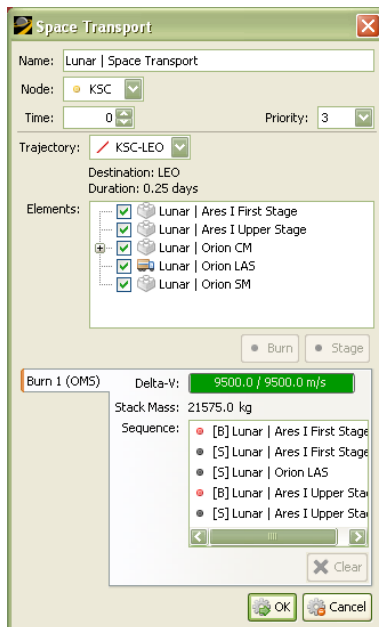 Space Transport
Name: Lunar | Space Transport
Node: KSC
Time: 0 Priority: 3
Trajectory: KSC-LEO
Destination: LEO
Duration: 0.25 days
Elements: Lunar | Ares I First Stage
Lunar | Ares I Upper Stage
Lunar | Orion CM
Lunar | Orion LAS
Lunar | Orion SM
Burn Stage
Burn 1 (OMS) Delta-V: 9500.0 / 9500.0 m/s
Stack Mass: 21575.0 kg
Sequence: [B] Lunar | Ares I First Stage
[S] Lunar | Ares I First Stage
[S] Lunar | Orion LAS
[B] Lunar | Ares I Upper Sta
[S] Lunar | Ares I Upper Sta
Clear
OK Cancel